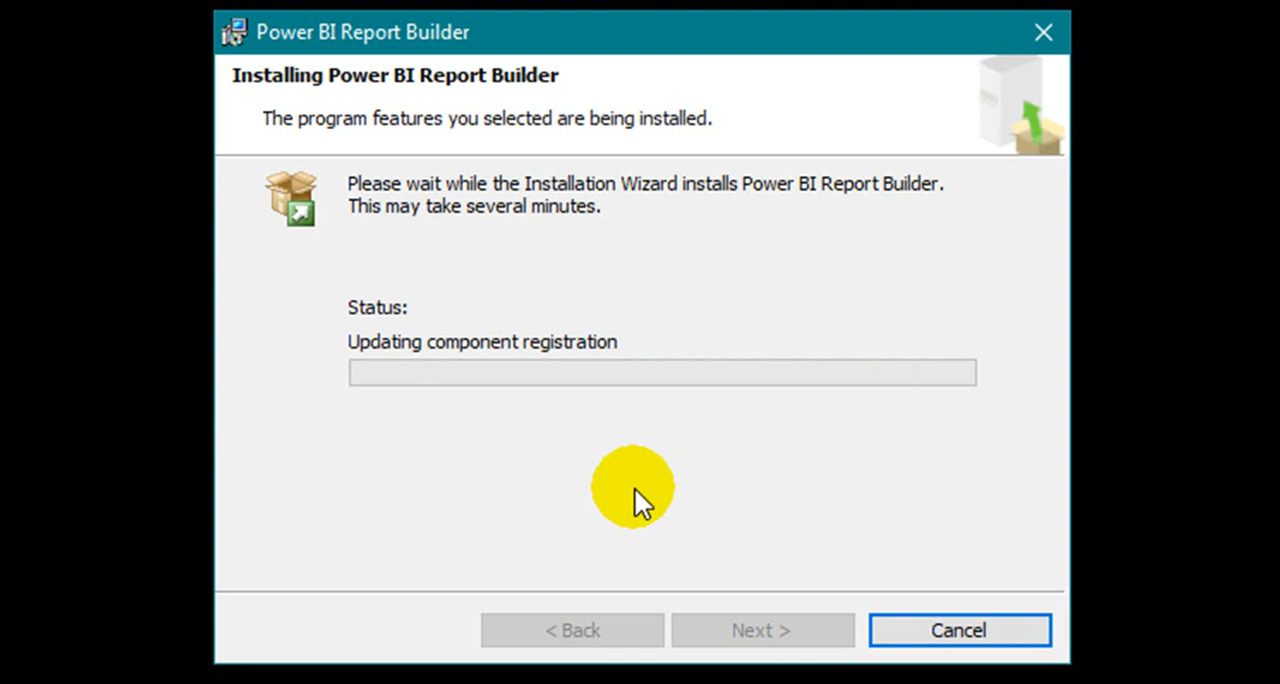 Power BI Report Builder
Installing Power BI Report Builder
The program features you selected are being installed.
Please wait while the Installation Wizard installs Power BI Report Builder.
This may take several minutes.
Status:
Updating component registration
< Back
Next >
Cancel